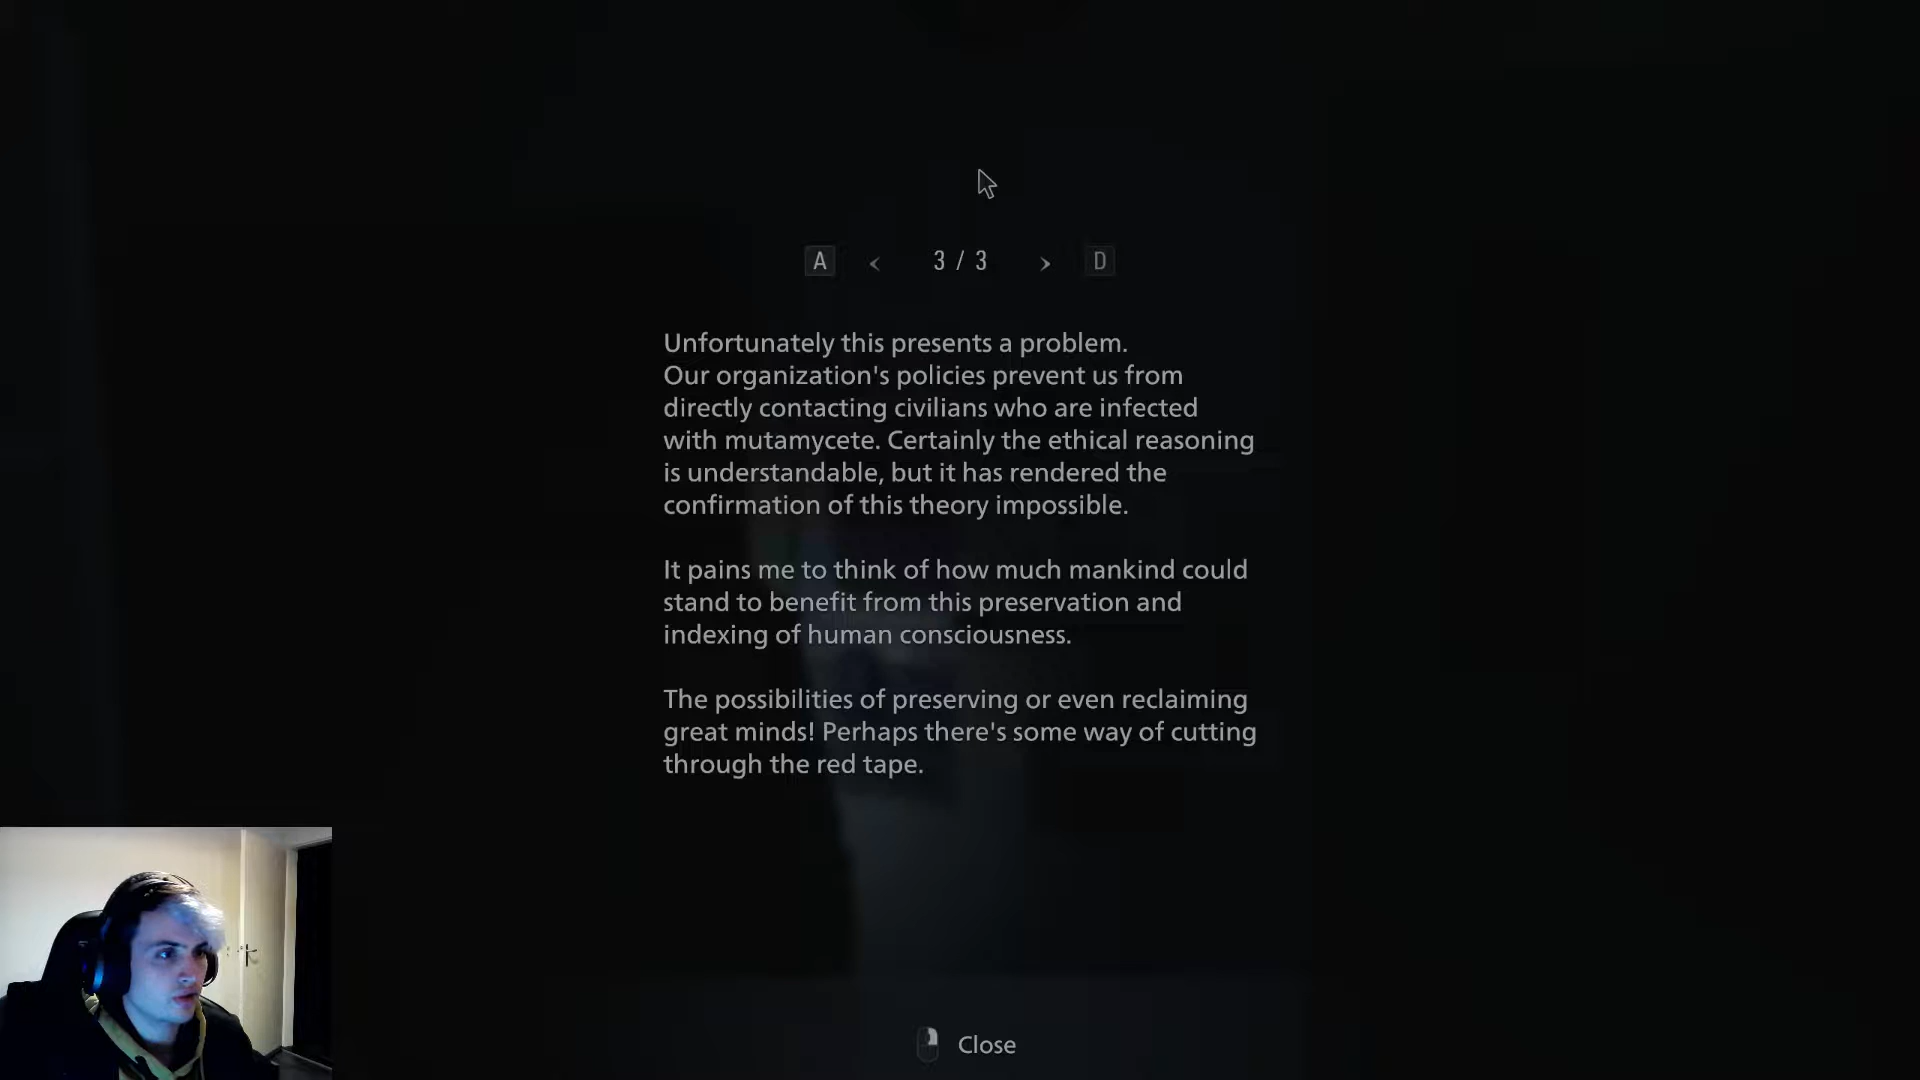 A < 3 / 3 > D
Unfortunately this presents a problem.
Our organization's policies prevent us from
directly contacting civilians who are infected
with mutamycete. Certainly the ethical reasoning
is understandable, but it has rendered the
confirmation of this theory impossible.
It pains me to think of how much mankind could
stand to benefit from this preservation and
indexing of human consciousness.
The possibilities of preserving or even reclaiming
great minds! Perhaps there's some way of cutting
through the red tape.
Close